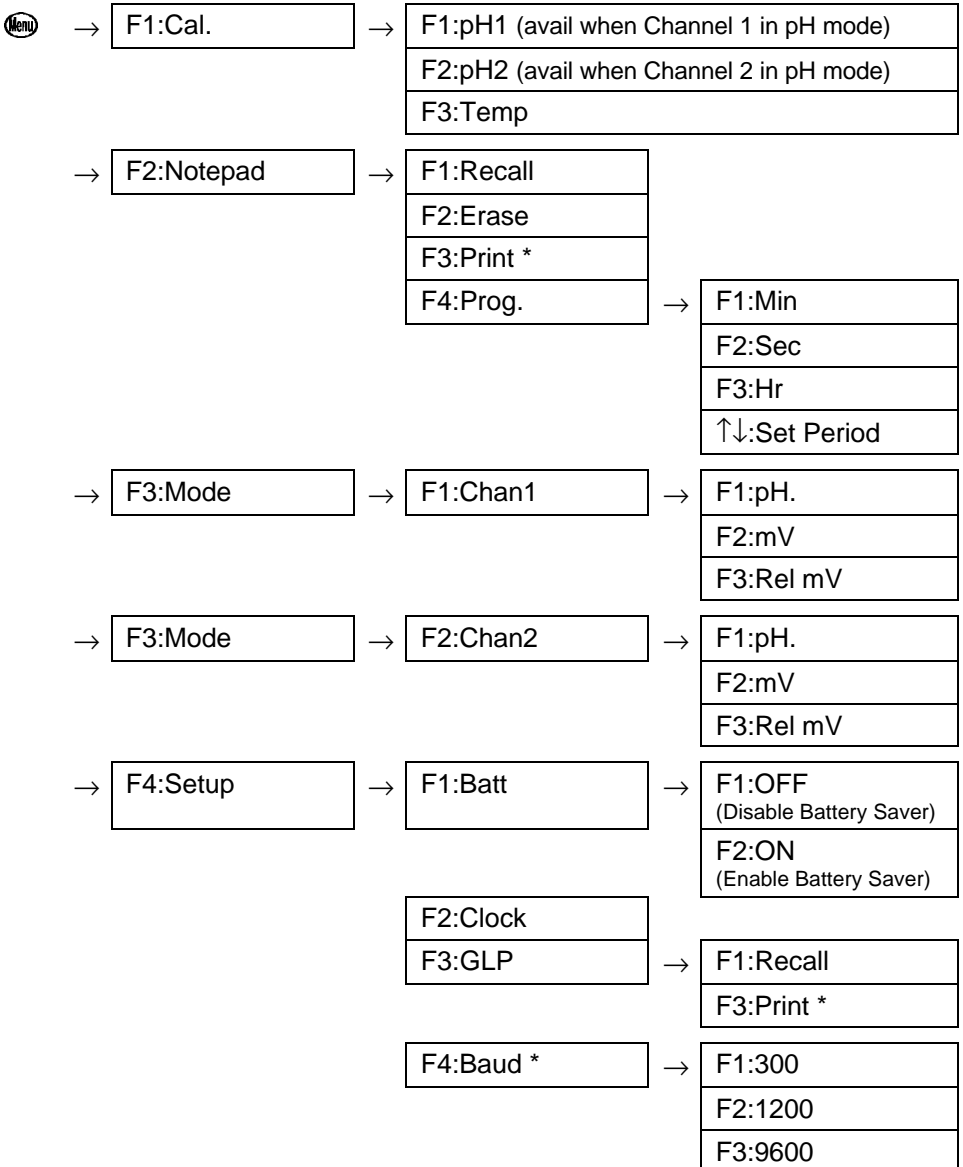 Menu → F1:Cal. → F1:pH1 (avail when Channel 1 in pH mode)
F2:pH2 (avail when Channel 2 in pH mode)
F3:Temp
→ F2:Notepad → F1:Recall
F2:Erase
F3:Print *
F4:Prog. → F1:Min
F2:Sec
F3:Hr
↑↓:Set Period
→ F3:Mode → F1:Chan1 → F1:pH.
F2:mV
F3:Rel mV
→ F3:Mode → F2:Chan2 → F1:pH.
F2:mV
F3:Rel mV
→ F4:Setup → F1:Batt → F1:OFF
(Disable Battery Saver)
F2:ON
(Enable Battery Saver)
F2:Clock
F3:GLP → F1:Recall
F3:Print *
F4:Baud * → F1:300
F2:1200
F3:9600